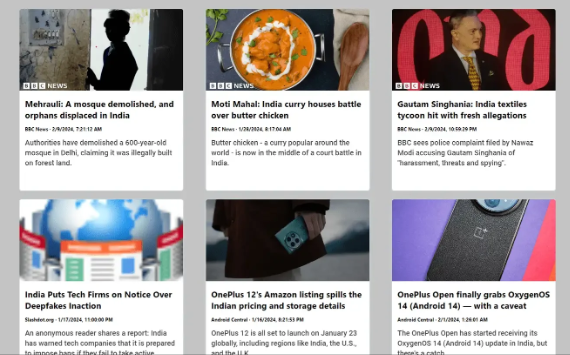 BBC NEWS
Mehrauli: A mosque demolished, and
orphans displaced in India
BBC News - 2/9/2024, 7:21:12 AM
Authorities have demolished a 600-year-old
mosque in Delhi, claiming it was illegally built
on forest land.
BBC NEWS
Moti Mahal: India curry houses battle
over butter chicken
BBC News - 1/28/2024, 8:17:04 AM
Butter chicken - a curry popular around the
world - is now in the middle of a court battle in
India.
BBC NEWS
Gautam Singhania: India textiles
tycoon hit with fresh allegations
BBC News - 2/9/2024, 10:59:29 PM
BBC sees police complaint filed by Nawaz
Modi accusing Gautam Singhania of
"harassment, threats and spying".
India Puts Tech Firms on Notice Over
Deepfakes Inaction
Slashdot.org - 1/17/2024, 11:00:00 PM
An anonymous reader shares a report: India
has warned tech companies that it is prepared
to impose bans if they fail to take active
OnePlus 12's Amazon listing spills the
Indian pricing and storage details
Android Central - 1/16/2024, 8:21:53 PM
OnePlus 12 is all set to launch on January 23
globally, including regions like India, the U.S.,
and the U.K.
OnePlus Open finally grabs OxygenOS
14 (Android 14) — with a caveat
Android Central - 2/1/2024, 1:26:01 AM
The OnePlus Open has started receiving its
OxygenOS 14 (Android 14) update in India, but
there's a catch.